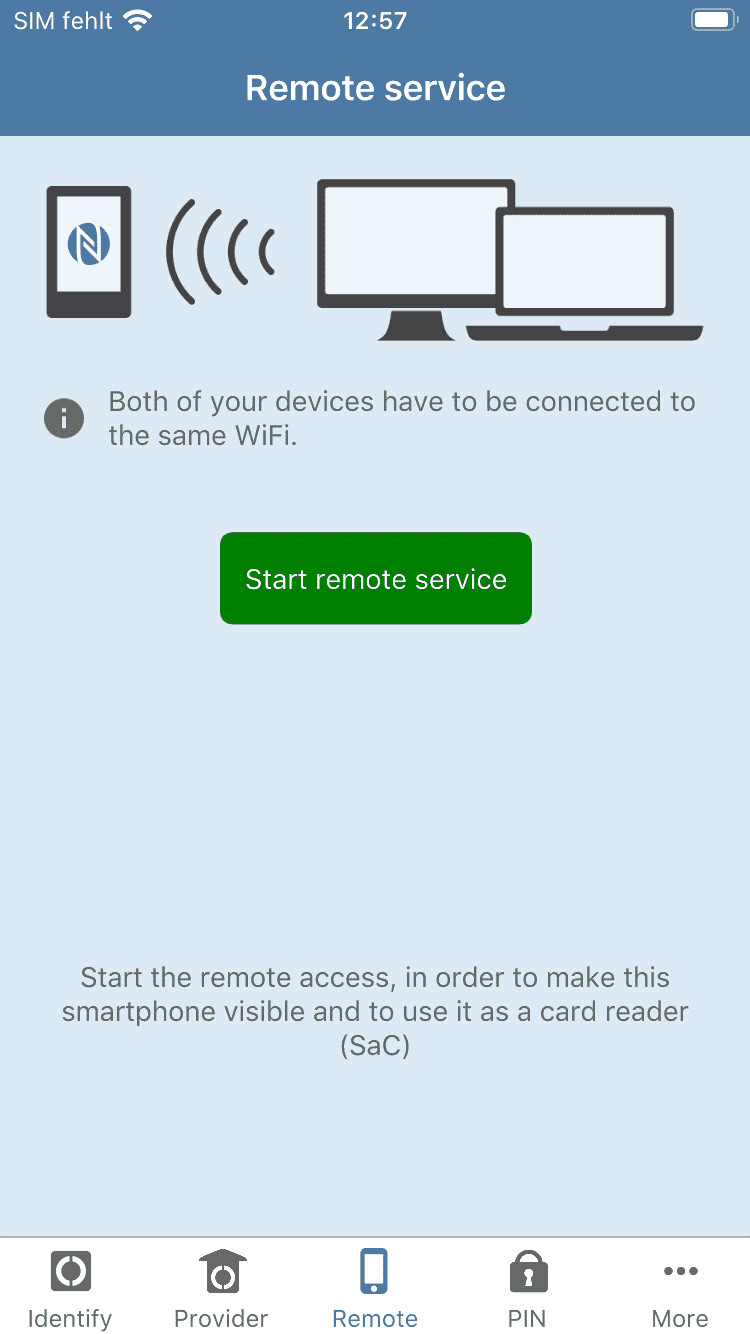 SIM fehlt
12:57
Remote service
Both of your devices have to be connected to
the same WiFi.
Start remote service
Start the remote access, in order to make this
smartphone visible and to use it as a card reader
(SaC)
Identify
Provider
Remote
PIN
More